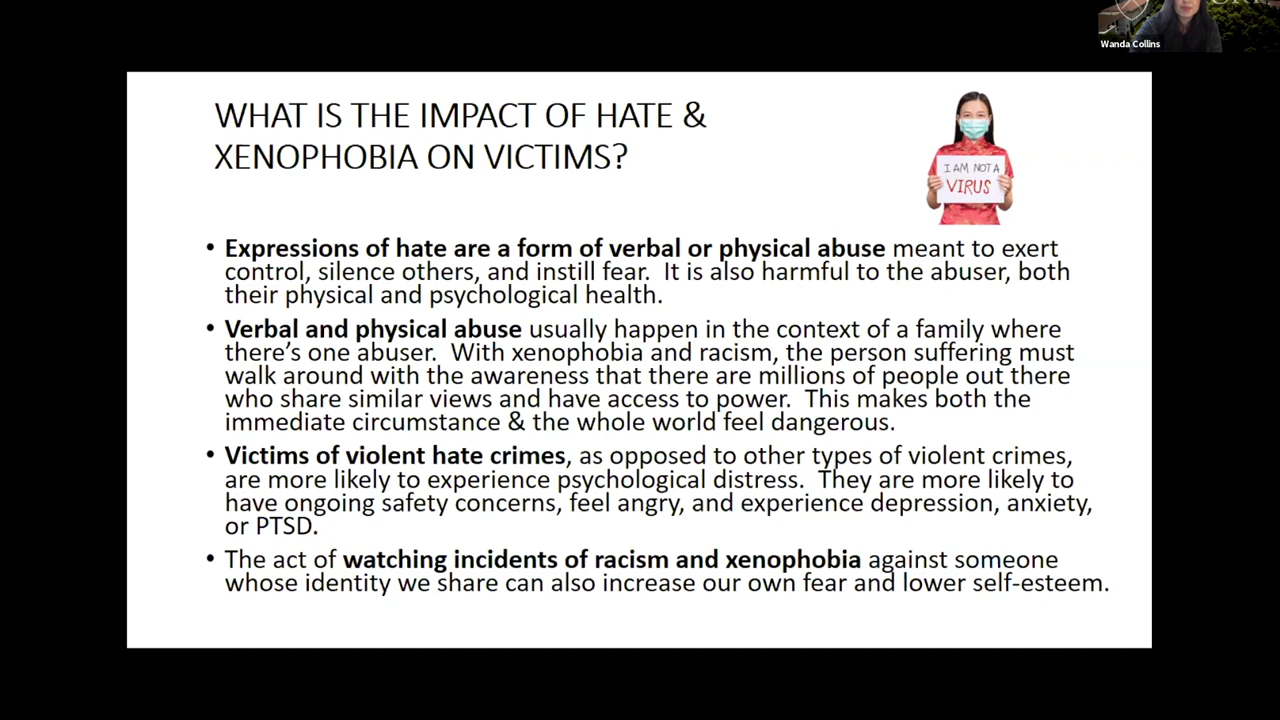 Wanda Collins
WHAT IS THE IMPACT OF HATE &
XENOPHOBIA ON VICTIMS?
I AM NOT A
VIRUS
• Expressions of hate are a form of verbal or physical abuse meant to exert
control, silence others, and instill fear.  It is also harmful to the abuser, both
their physical and psychological health.
• Verbal and physical abuse usually happen in the context of a family where
there’s one abuser.  With xenophobia and racism, the person suffering must
walk around with the awareness that there are millions of people out there
who share similar views and have access to power.  This makes both the
immediate circumstance & the whole world feel dangerous.
• Victims of violent hate crimes, as opposed to other types of violent crimes,
are more likely to experience psychological distress.  They are more likely to
have ongoing safety concerns, feel angry, and experience depression, anxiety,
or PTSD.
• The act of watching incidents of racism and xenophobia against someone
whose identity we share can also increase our own fear and lower self-esteem.